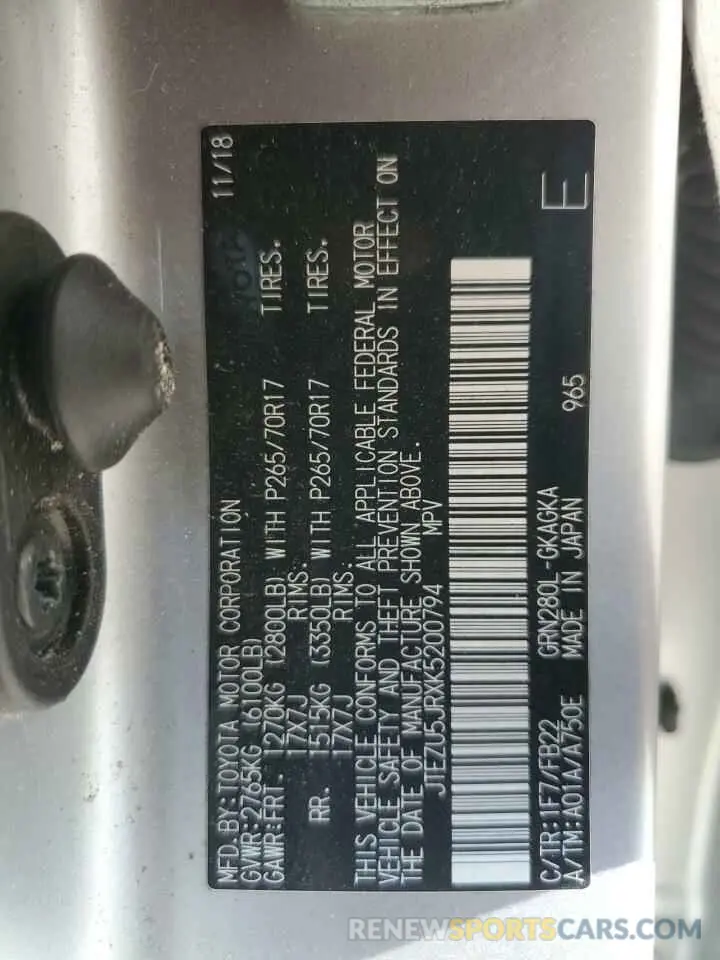 MFD.BY:TOYOTA MOTOR CORPORATION 11/18
GVWR:2765KG (6100LB)
GAWR:FRT. 1270KG (2800LB) WITH P265/70R17 TIRES.
17X7J RIMS.
RR. 1515KG (3350LB) WITH P265/70R17 TIRES.
17X7J RIMS.
THIS VEHICLE CONFORMS TO ALL APPLICABLE FEDERAL MOTOR
VEHICLE SAFETY AND THEFT PREVENTION STANDARDS IN EFFECT ON
THE DATE OF MANUFACTURE SHOWN ABOVE.
JTEZU5JRXK5200794 MPV
C/TR:1F7/FB22 GRN280L-GKAGKA 965 E
A/TM:A01A/A750E MADE IN JAPAN
RENEWSPORTSCARS.COM